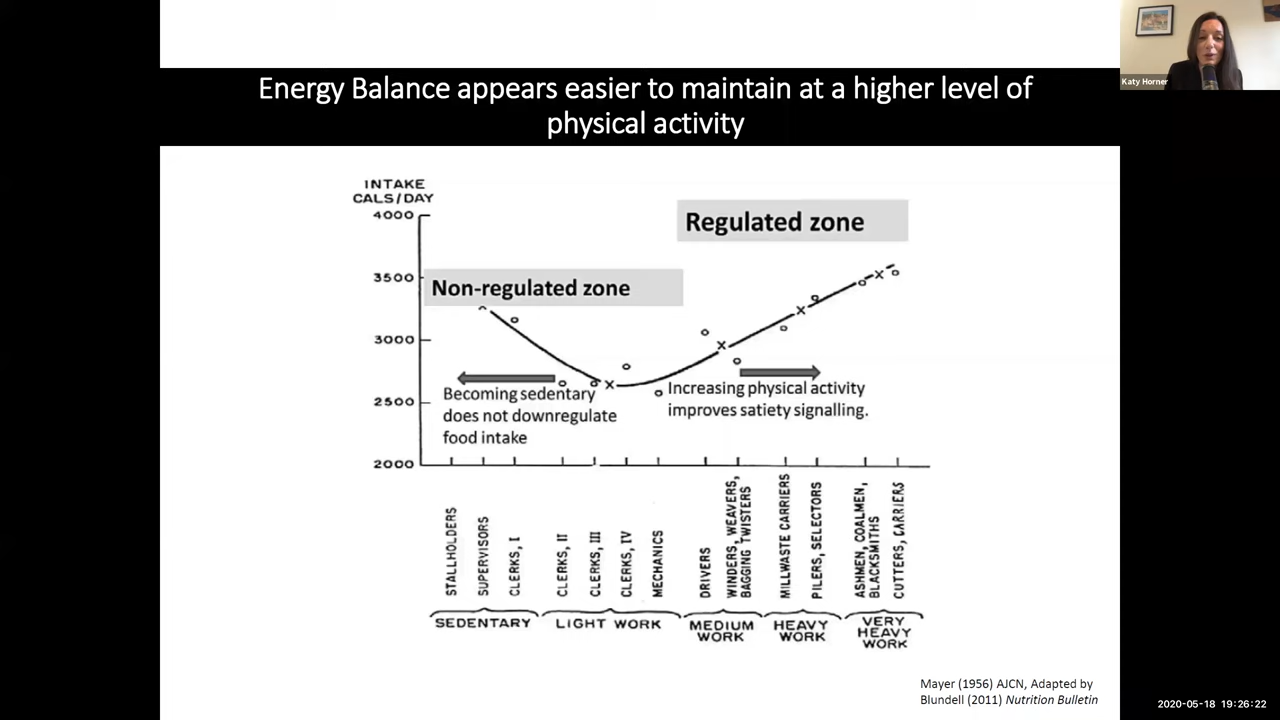 Energy Balance appears easier to maintain at a higher level of
physical activity
Katy Horner
INTAKE
CALS/DAY
4000
3500
3000
2500
2000
Non-regulated zone
Regulated zone
Becoming sedentary
does not downregulate
food intake
Increasing physical activity
improves satiety signalling.
STALLHOLDERS
SUPERVISORS
CLERKS, I
CLERKS, II
CLERKS, III
CLERKS, IV
MECHANICS
DRIVERS
WINDERS, WEAVERS,
BAGGING TWISTERS
MILLWASTE CARRIERS
PILERS, SELECTORS
ASHMEN, COALMEN,
BLACKSMITHS
CUTTERS, CARRIERS
SEDENTARY
LIGHT WORK
MEDIUM
WORK
HEAVY
WORK
VERY
HEAVY
WORK
Mayer (1956) AJCN, Adapted by
Blundell (2011) Nutrition Bulletin
2020-05-18 19:26:22